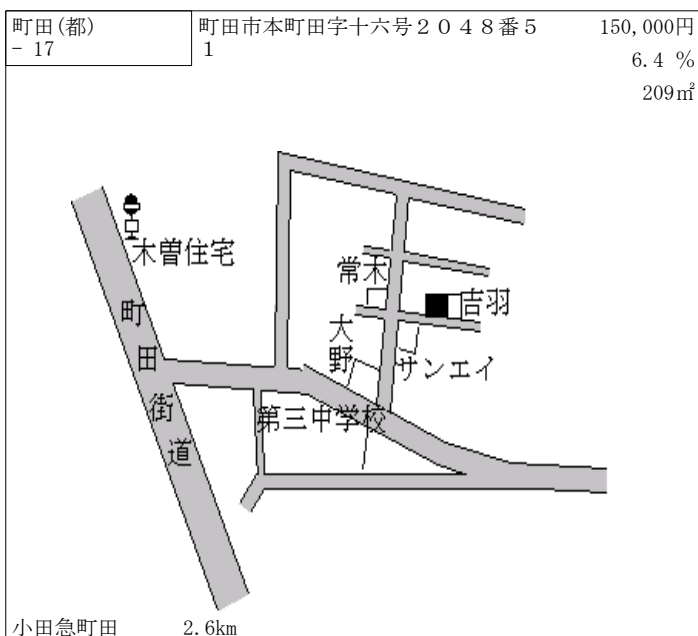 町田(都)
- 17
町田市本町田字十六号２０４８番５
１
150,000円
6.4 %
209㎡
木曽住宅
常木
吉羽
大野
サンエイ
町田街道
第三中学校
小田急町田 2.6km